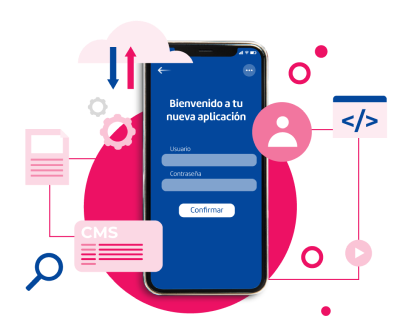 Bienvenido a tu
nueva aplicación
</>
Usuario
Contraseña
Confirmar
CMS